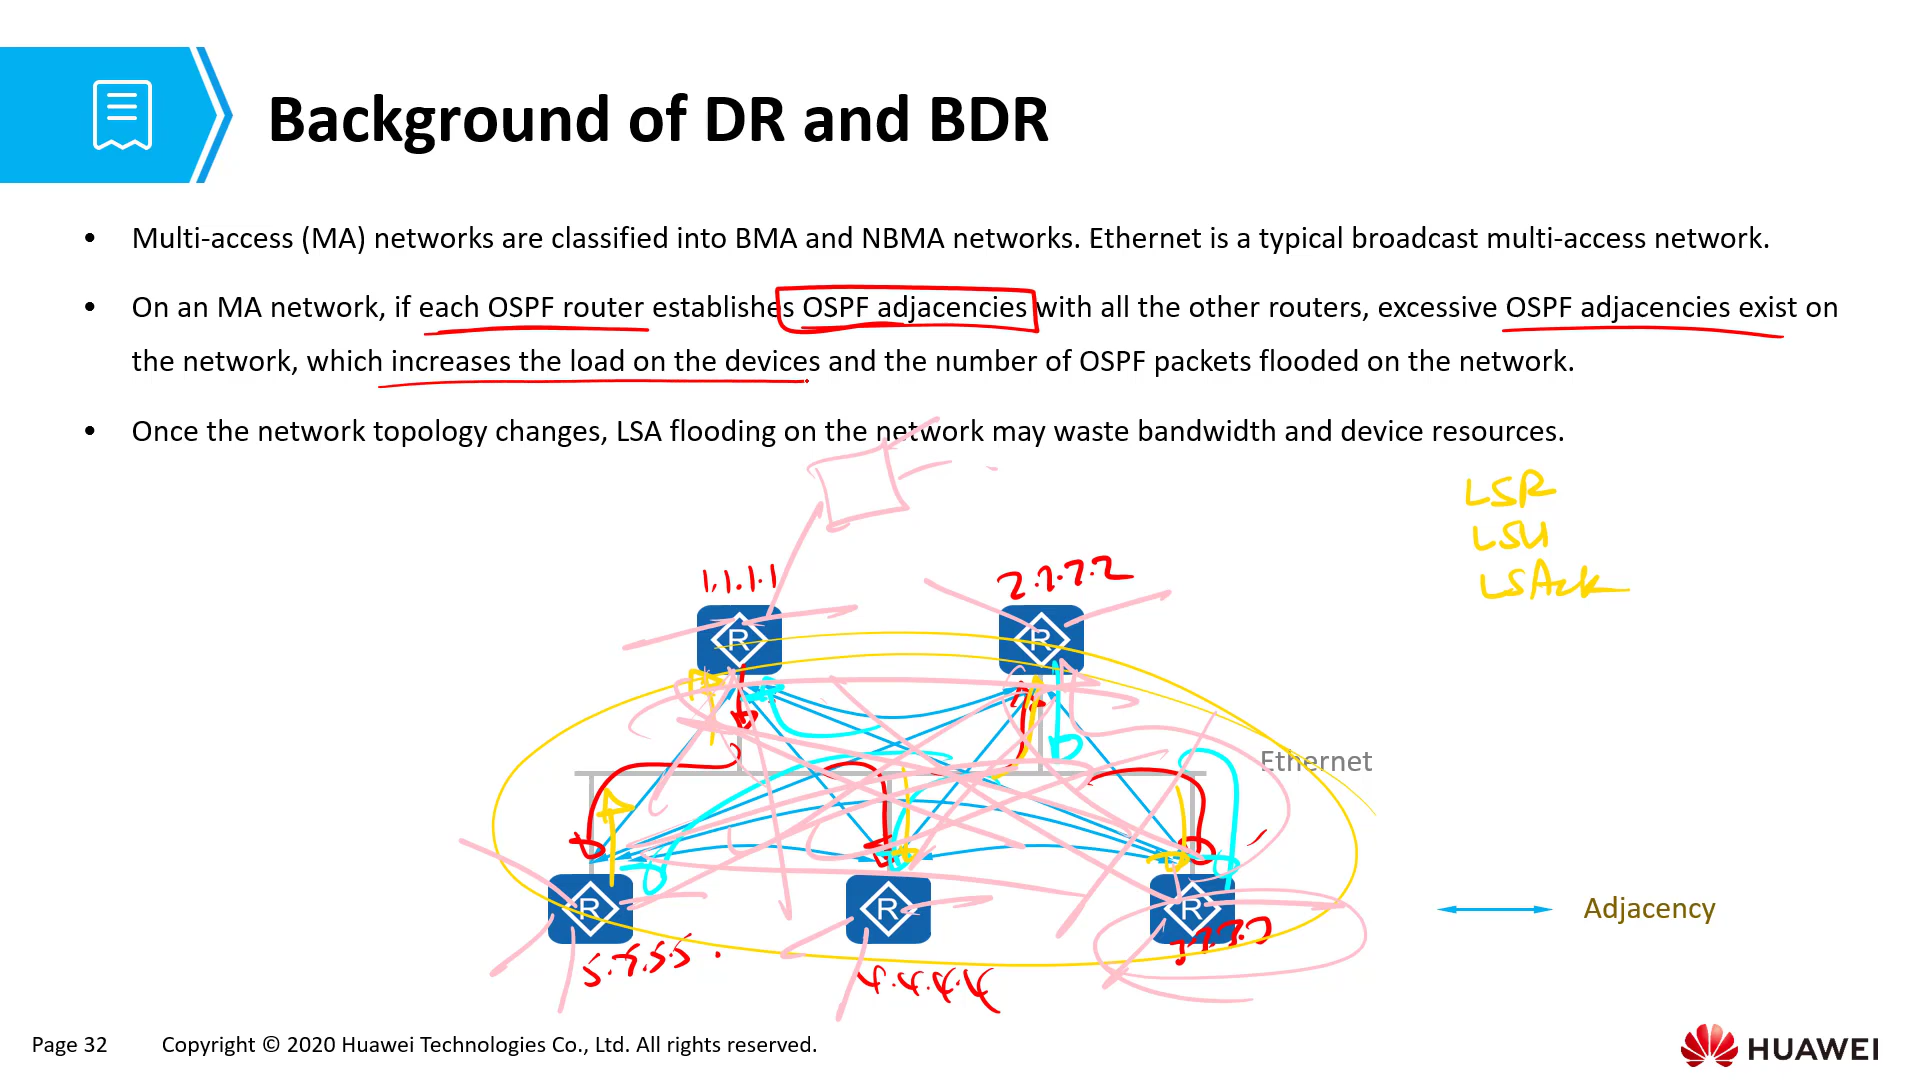 Background of DR and BDR
• Multi-access (MA) networks are classified into BMA and NBMA networks. Ethernet is a typical broadcast multi-access network.
• On an MA network, if each OSPF router establishes OSPF adjacencies with all the other routers, excessive OSPF adjacencies exist on
the network, which increases the load on the devices and the number of OSPF packets flooded on the network.
• Once the network topology changes, LSA flooding on the network may waste bandwidth and device resources.
LSR
LSU
LSAck
1.1.1.1
2.2.2.2
R
R
Ethernet
R
R
R
Adjacency
5.5.5.5
4.4.4.4
Page 32
Copyright © 2020 Huawei Technologies Co., Ltd. All rights reserved.
HUAWEI